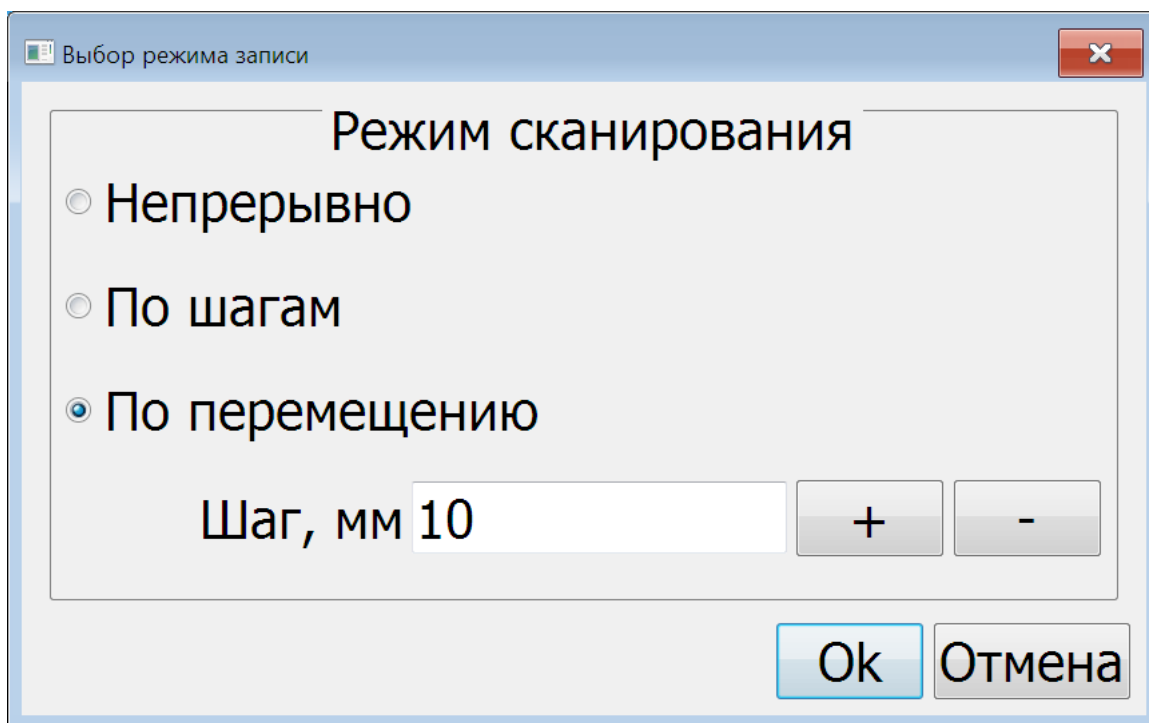 Выбор режима записи
Режим сканирования
Непрерывно
По шагам
По перемещению
Шаг, мм 10 + -
Ok Отмена